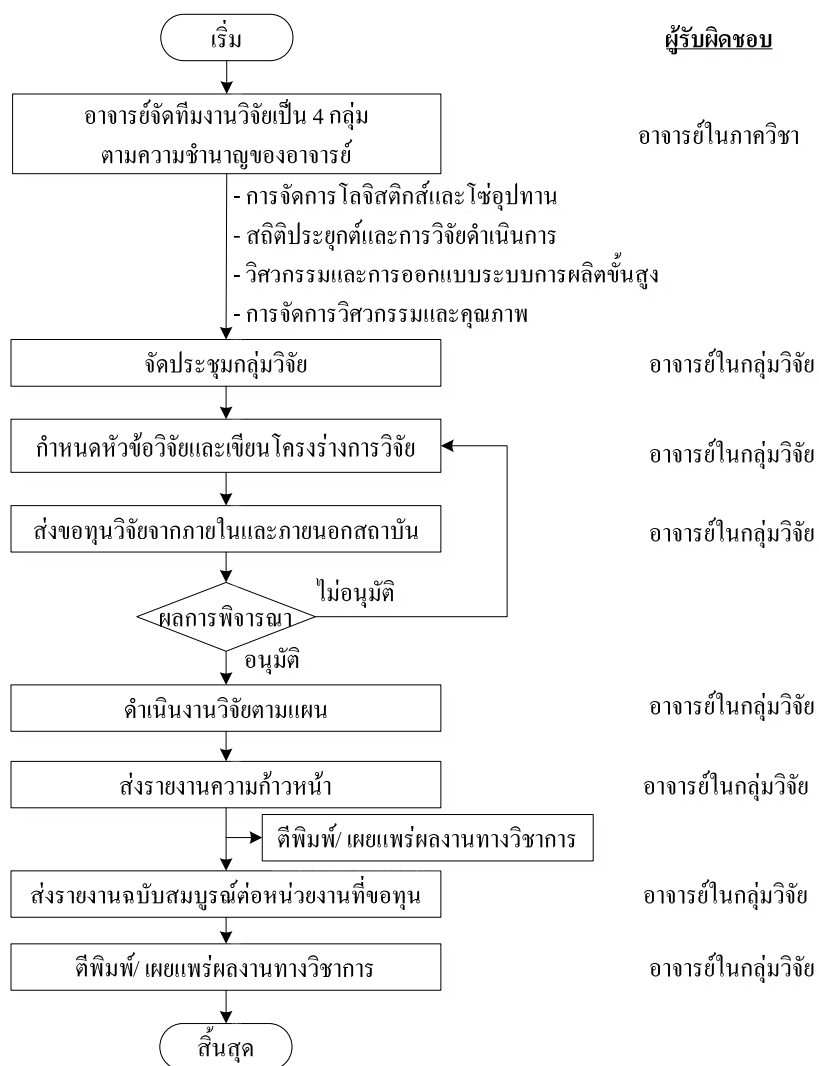 เริ่ม
ผู้รับผิดชอบ
อาจารย์จัดทีมงานวิจัยเป็น 4 กลุ่ม
ตามความชำนาญของอาจารย์
อาจารย์ในภาควิชา
- การจัดการโลจิสติกส์และโซ่อุปทาน
- สถิติประยุกต์และการวิจัยดำเนินการ
- วิศวกรรมและการออกแบบระบบการผลิตขั้นสูง
- การจัดการวิศวกรรมและคุณภาพ
จัดประชุมกลุ่มวิจัย
อาจารย์ในกลุ่มวิจัย
กำหนดหัวข้อวิจัยและเขียนโครงร่างการวิจัย
อาจารย์ในกลุ่มวิจัย
ส่งขอทุนวิจัยจากภายในและภายนอกสถาบัน
อาจารย์ในกลุ่มวิจัย
ไม่อนุมัติ
ผลการพิจารณา
อนุมัติ
ดำเนินงานวิจัยตามแผน
อาจารย์ในกลุ่มวิจัย
ส่งรายงานความก้าวหน้า
อาจารย์ในกลุ่มวิจัย
ตีพิมพ์/ เผยแพร่ผลงานทางวิชาการ
ส่งรายงานฉบับสมบูรณ์ต่อหน่วยงานที่ขอทุน
อาจารย์ในกลุ่มวิจัย
ตีพิมพ์/ เผยแพร่ผลงานทางวิชาการ
อาจารย์ในกลุ่มวิจัย
สิ้นสุด